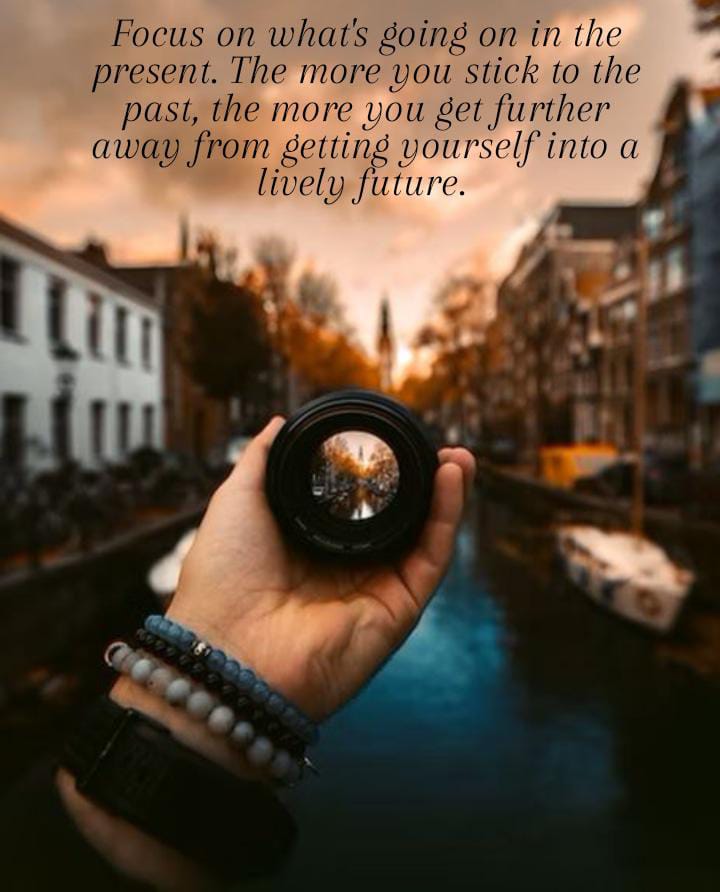 Focus on what's going on in the
present. The more you stick to the
past, the more you get further
away from getting yourself into a
lively future.